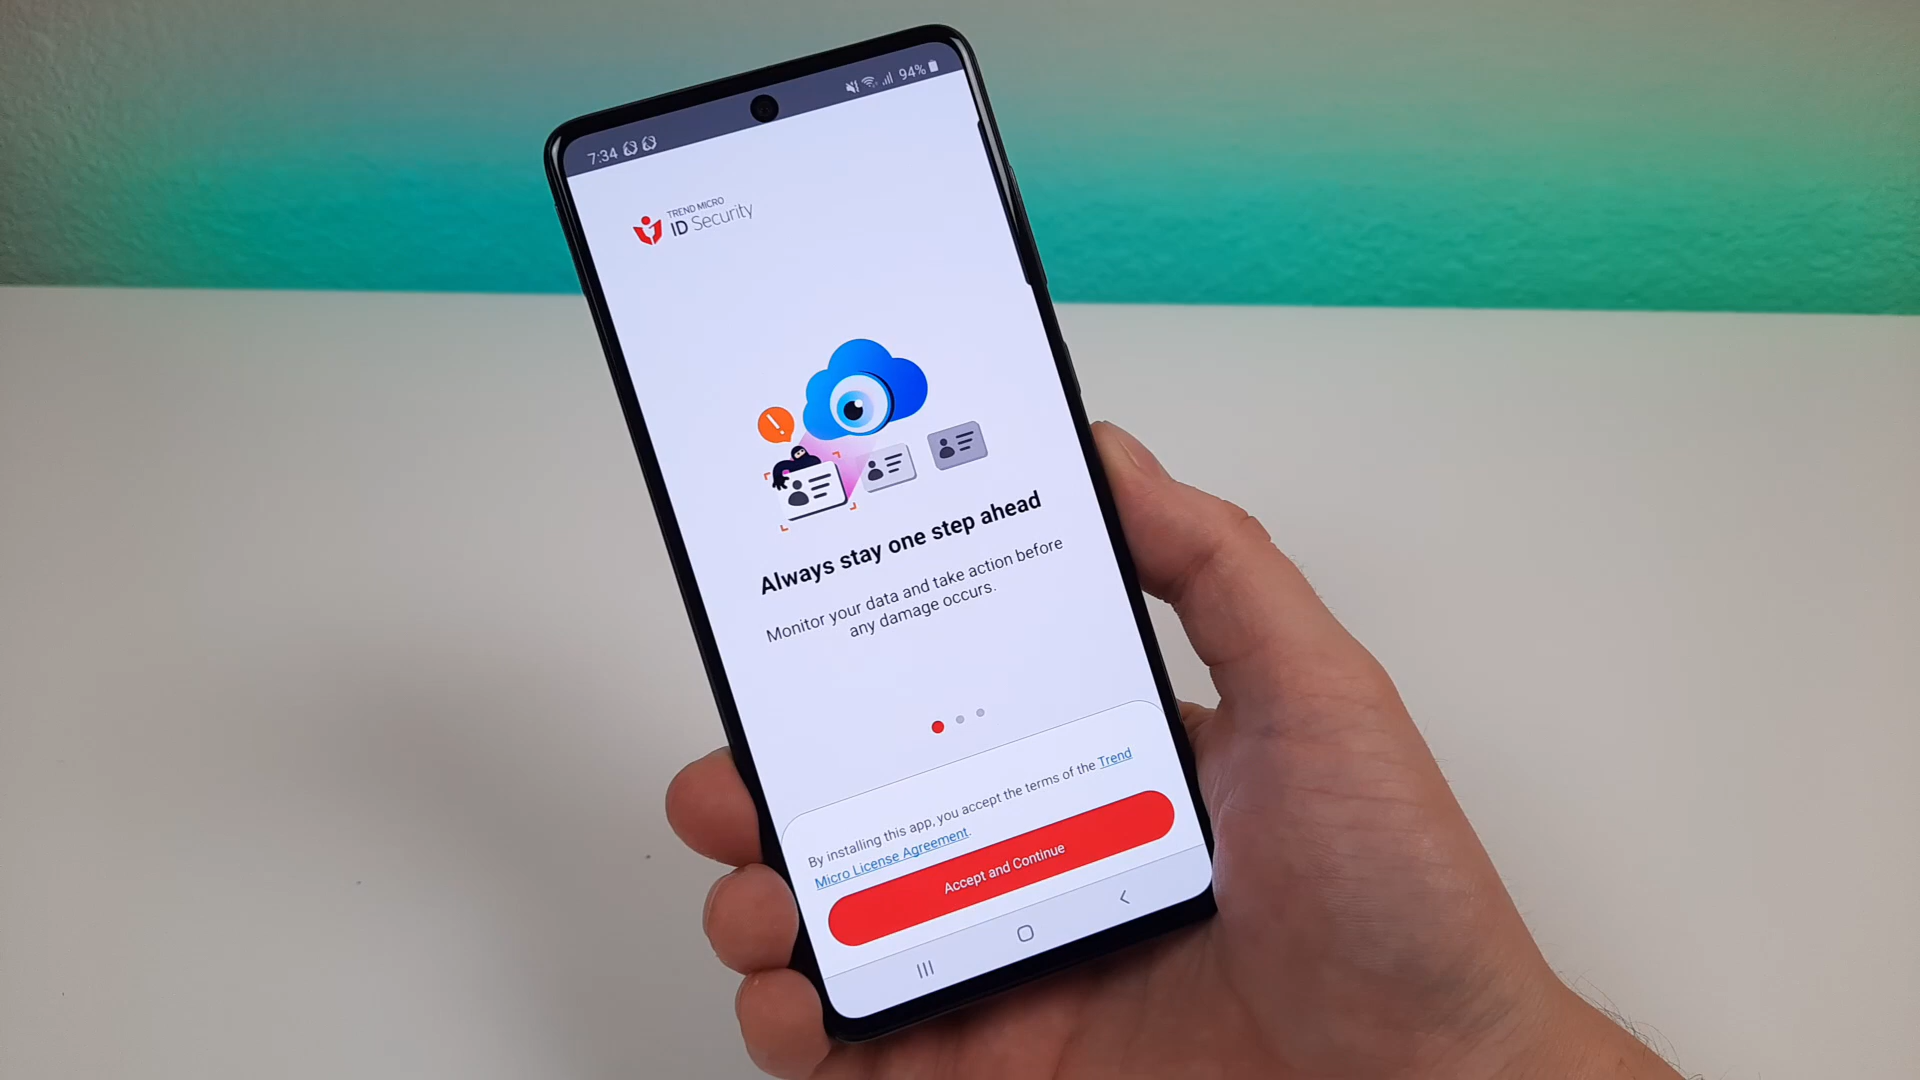 7:34
94%
TREND MICRO
ID Security
Always stay one step ahead
Monitor your data and take action before
any damage occurs.
By installing this app, you accept the terms of the Trend
Micro License Agreement.
Accept and Continue